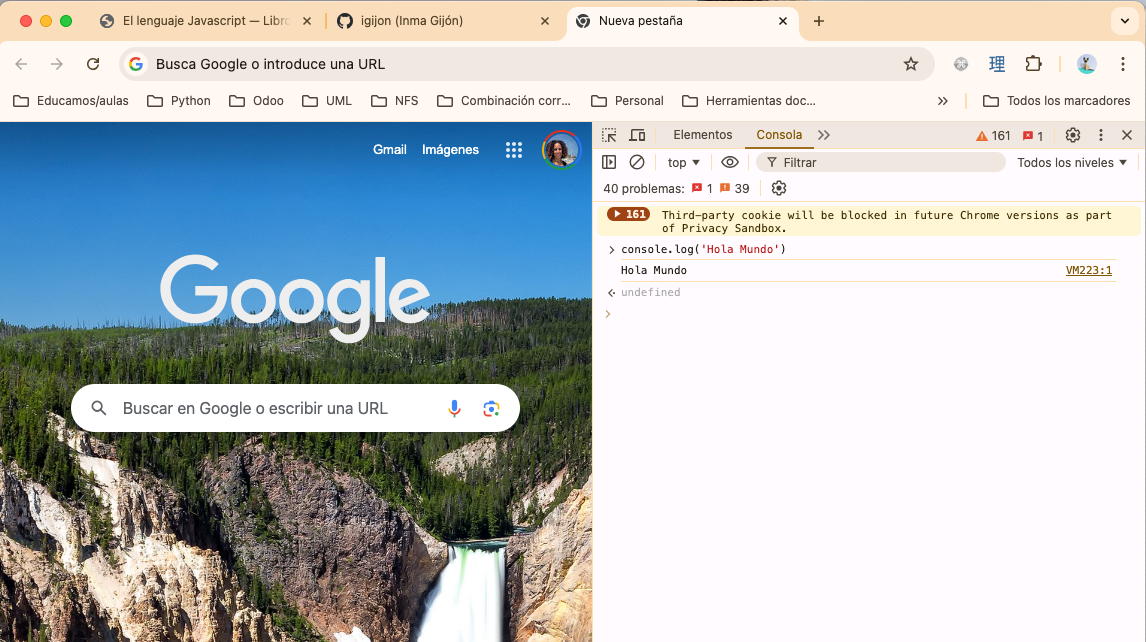 El lenguaje Javascript — Libro
igijon (Inma Gijón)
Nueva pestaña
Busca Google o introduce una URL
理
Educamos/aulas
Python
Odoo
UML
NFS
Combinación corr...
Personal
Herramientas doc...
Todos los marcadores
Gmail
Imágenes
Google
Buscar en Google o escribir una URL
Elementos
Consola
161
1
top
Filtrar
Todos los niveles
40 problemas:
1
39
161
Third-party cookie will be blocked in future Chrome versions as part
of Privacy Sandbox.
console.log('Hola Mundo')
Hola Mundo
VM223:1
undefined